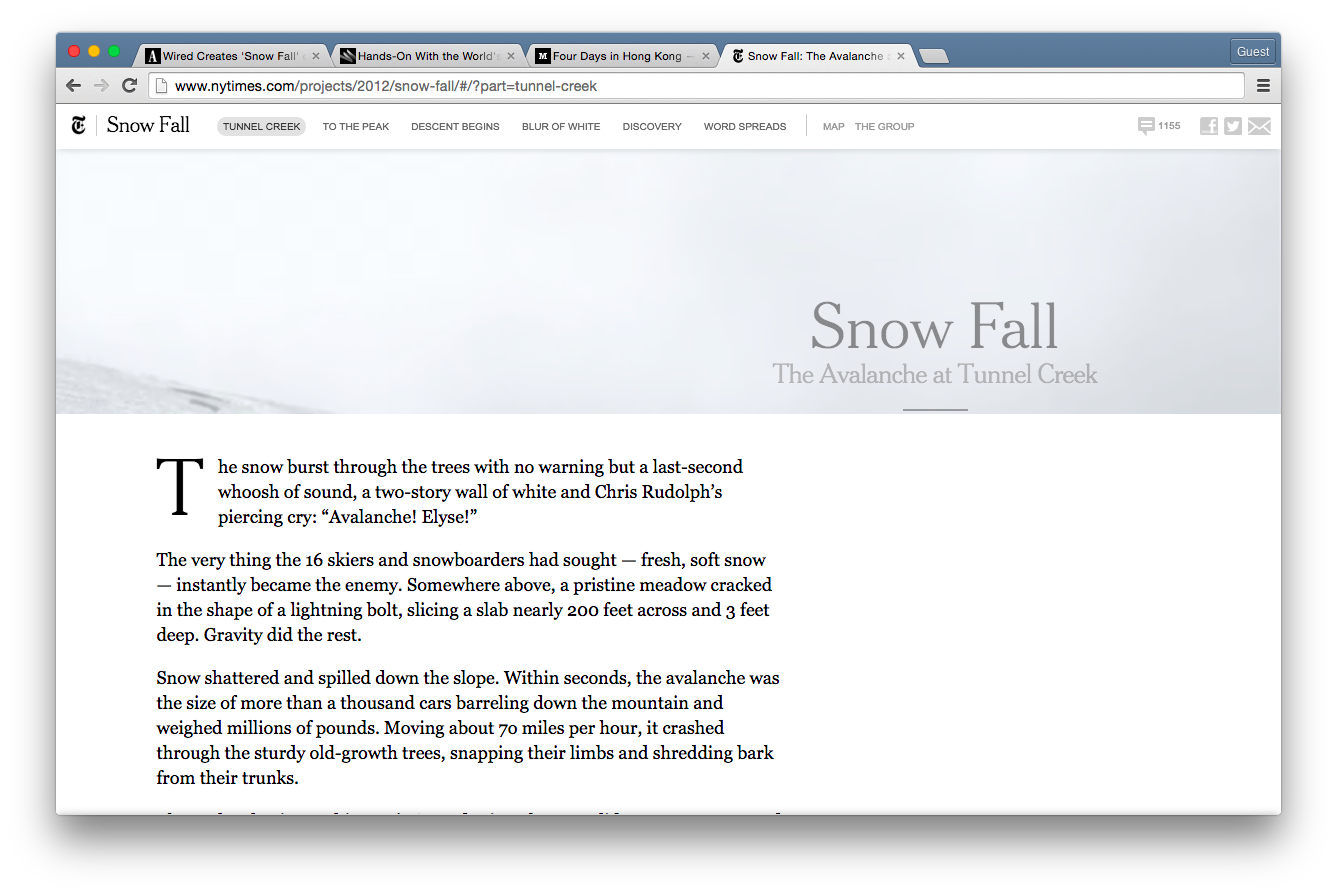 Wired Creates 'Snow Fall'
Hands-On With the World's
Four Days in Hong Kong —
Snow Fall: The Avalanche
Guest
www.nytimes.com/projects/2012/snow-fall/#/?part=tunnel-creek
Snow Fall TUNNEL CREEK TO THE PEAK DESCENT BEGINS BLUR OF WHITE DISCOVERY WORD SPREADS MAP THE GROUP 1155
Snow Fall
The Avalanche at Tunnel Creek
The snow burst through the trees with no warning but a last-second
whoosh of sound, a two-story wall of white and Chris Rudolph’s
piercing cry: “Avalanche! Elyse!”
The very thing the 16 skiers and snowboarders had sought — fresh, soft snow
— instantly became the enemy. Somewhere above, a pristine meadow cracked
in the shape of a lightning bolt, slicing a slab nearly 200 feet across and 3 feet
deep. Gravity did the rest.
Snow shattered and spilled down the slope. Within seconds, the avalanche was
the size of more than a thousand cars barreling down the mountain and
weighed millions of pounds. Moving about 70 miles per hour, it crashed
through the sturdy old-growth trees, snapping their limbs and shredding bark
from their trunks.